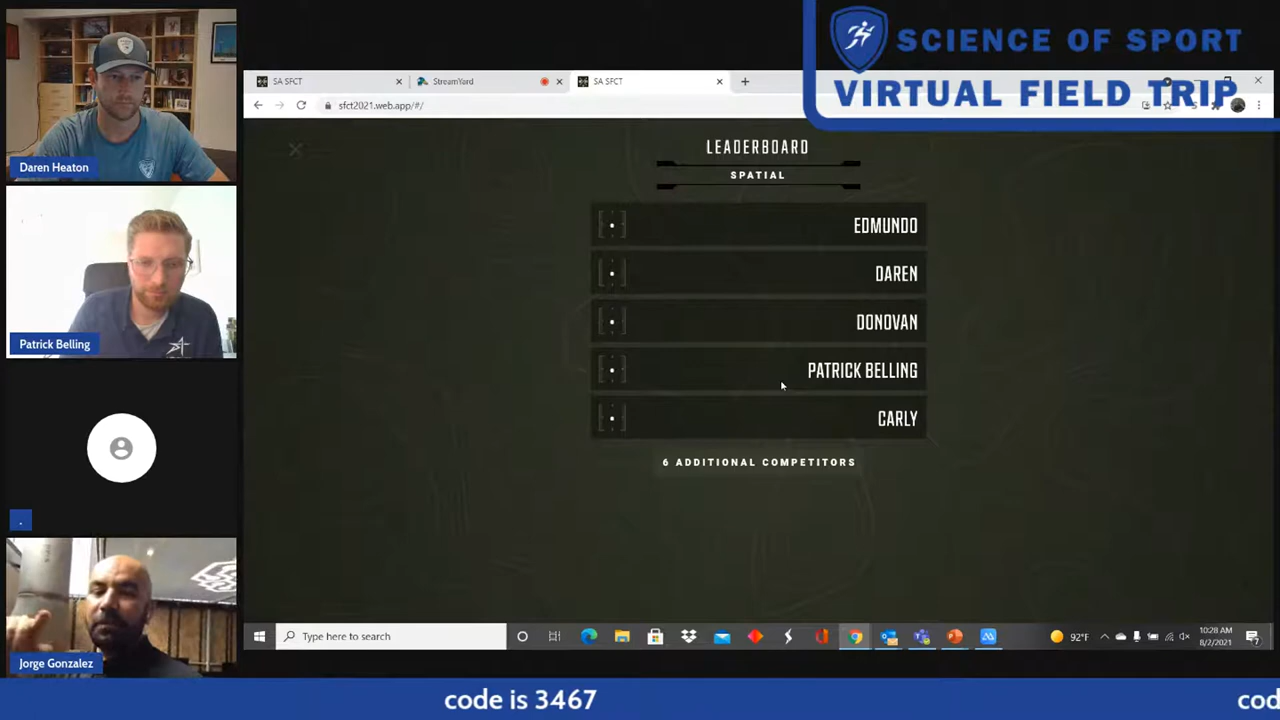 SCIENCE OF SPORT
VIRTUAL FIELD TRIP
SA SFCT
StreamYard
SA SFCT
sfct2021.web.app/#/
Daren Heaton
Patrick Belling
.
Jorge Gonzalez
LEADERBOARD
SPATIAL
EDMUNDO
DAREN
DONOVAN
PATRICK BELLING
CARLY
6 ADDITIONAL COMPETITORS
Type here to search
92°F
10:28 AM
8/2/2021
code is 3467
cod